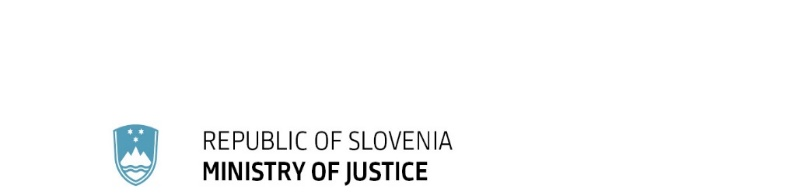 REPUBLIC OF SLOVENIA
MINISTRY OF JUSTICE